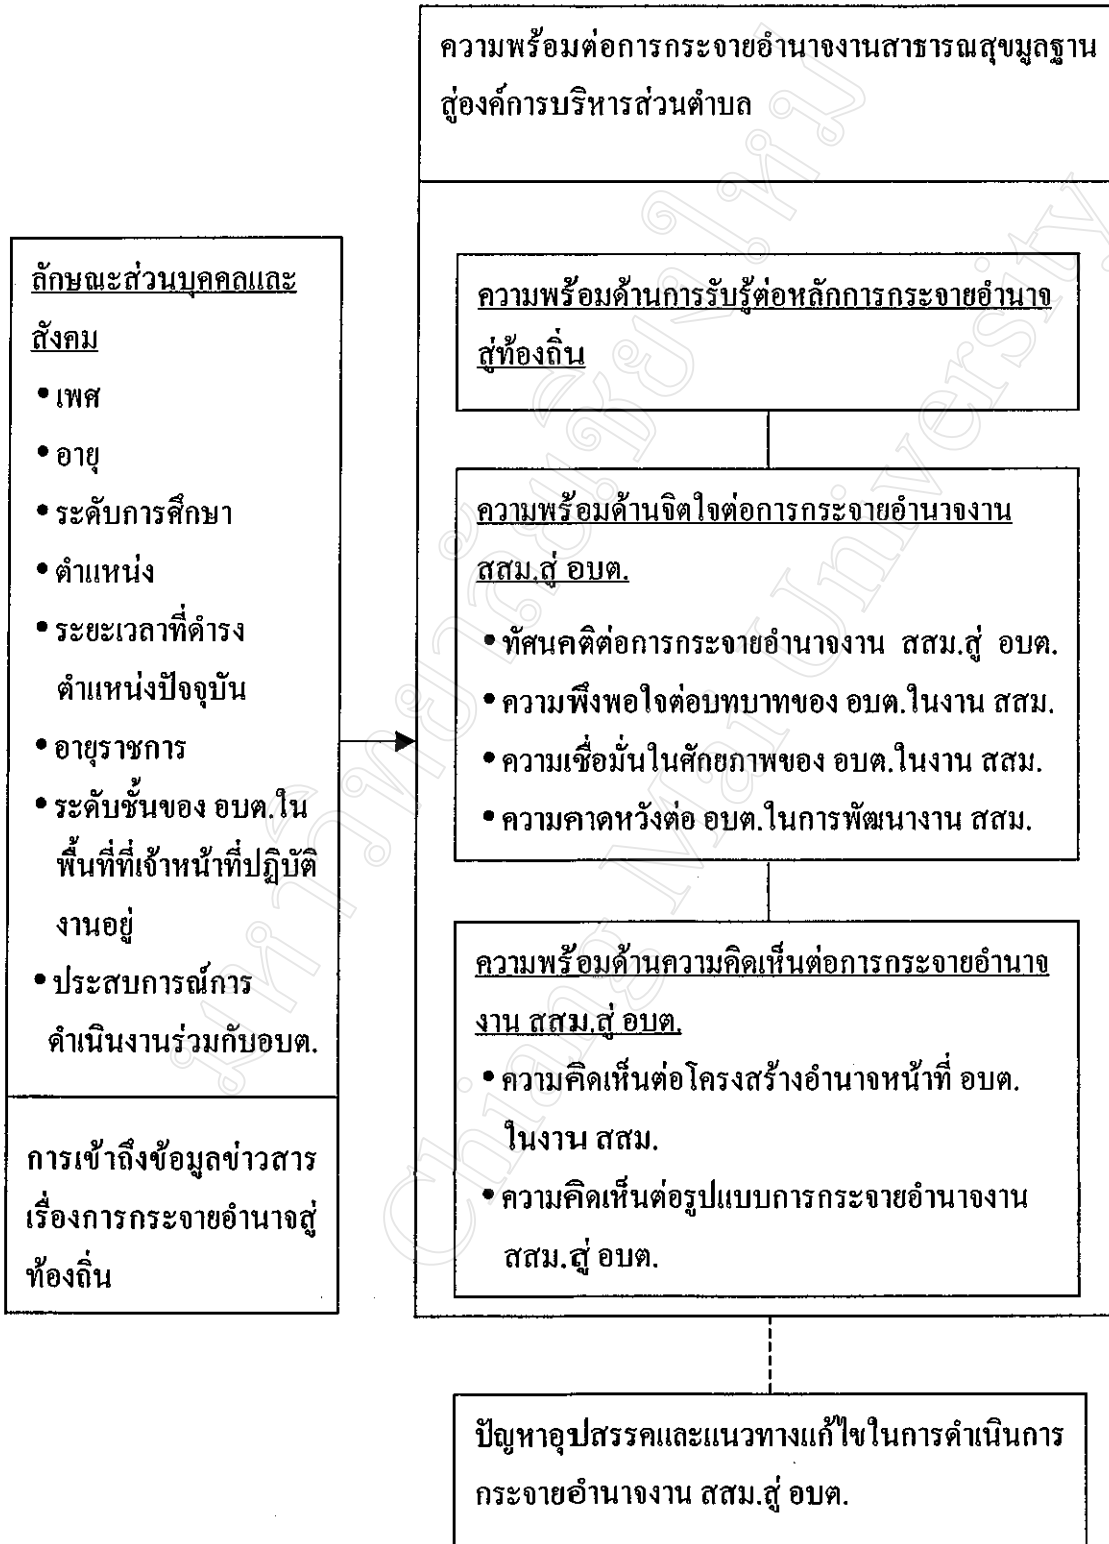 ความพร้อมต่อการกระจายอำนาจงานสาธารณสุขมูลฐาน
สู่องค์การบริหารส่วนตำบล
ลักษณะส่วนบุคคลและ
สังคม
• เพศ
• อายุ
• ระดับการศึกษา
• ตำแหน่ง
• ระยะเวลาที่ดำรง
ตำแหน่งปัจจุบัน
• อายุราชการ
• ระดับชั้นของ อบต.ใน
พื้นที่ที่เจ้าหน้าที่ปฏิบัติ
งานอยู่
• ประสบการณ์การ
ดำเนินงานร่วมกับอบต.
การเข้าถึงข้อมูลข่าวสาร
เรื่องการกระจายอำนาจสู่
ท้องถิ่น
ความพร้อมด้านการรับรู้ต่อหลักการกระจายอำนาจ
สู่ท้องถิ่น
ความพร้อมด้านจิตใจต่อการกระจายอำนาจงาน
สสม.สู่ อบต.
• ทัศนคติต่อการกระจายอำนาจงาน สสม.สู่ อบต.
• ความพึงพอใจต่อบทบาทของ อบต.ในงาน สสม.
• ความเชื่อมั่นในศักยภาพของ อบต.ในงาน สสม.
• ความคาดหวังต่อ อบต.ในการพัฒนางาน สสม.
ความพร้อมด้านความคิดเห็นต่อการกระจายอำนาจ
งาน สสม.สู่ อบต.
• ความคิดเห็นต่อโครงสร้างอำนาจหน้าที่ อบต.
ในงาน สสม.
• ความคิดเห็นต่อรูปแบบการกระจายอำนาจงาน
สสม.สู่ อบต.
ปัญหาอุปสรรคและแนวทางแก้ไขในการดำเนินการ
กระจายอำนาจงาน สสม.สู่ อบต.
มหาวิทยาลัยเชียงใหม่
Chiang Mai University